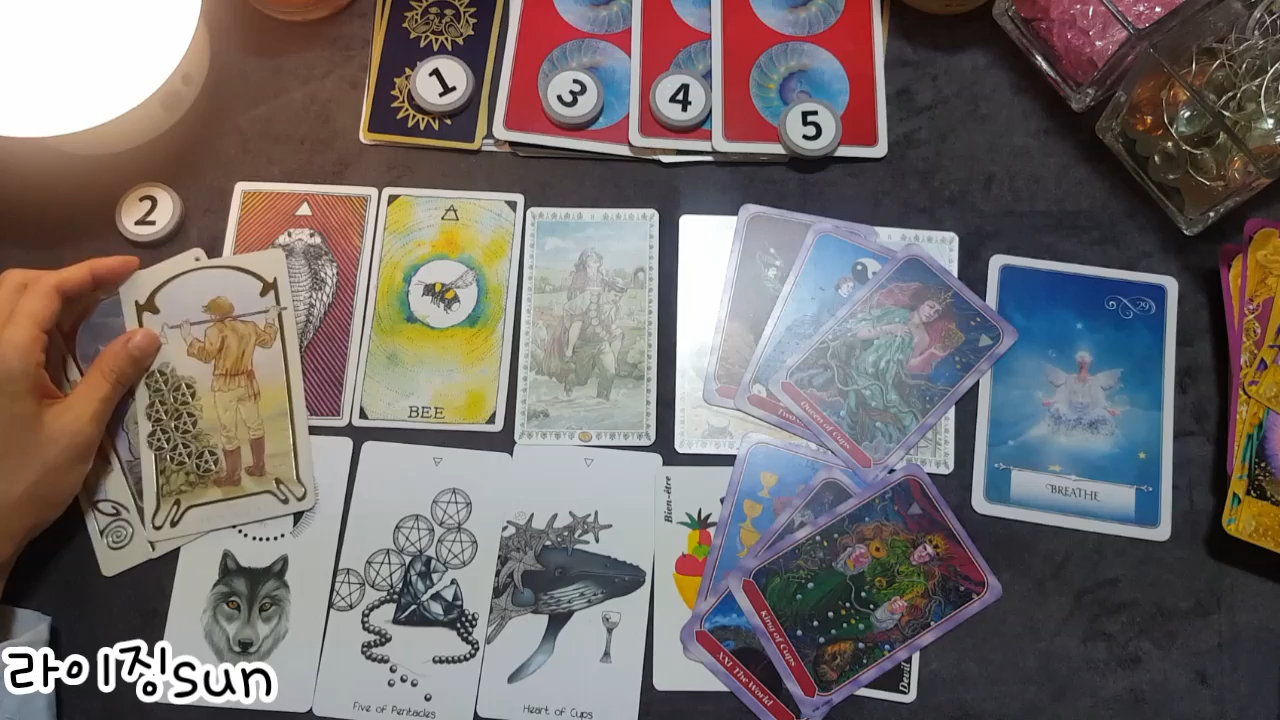 1
3
4
5
2
BEE
Two
Queen of Cups
29
BREATHE
Bien-être
King of Cups
XXI The World
Devil
Five of Pentacles
Heart of Cups
라이징sun